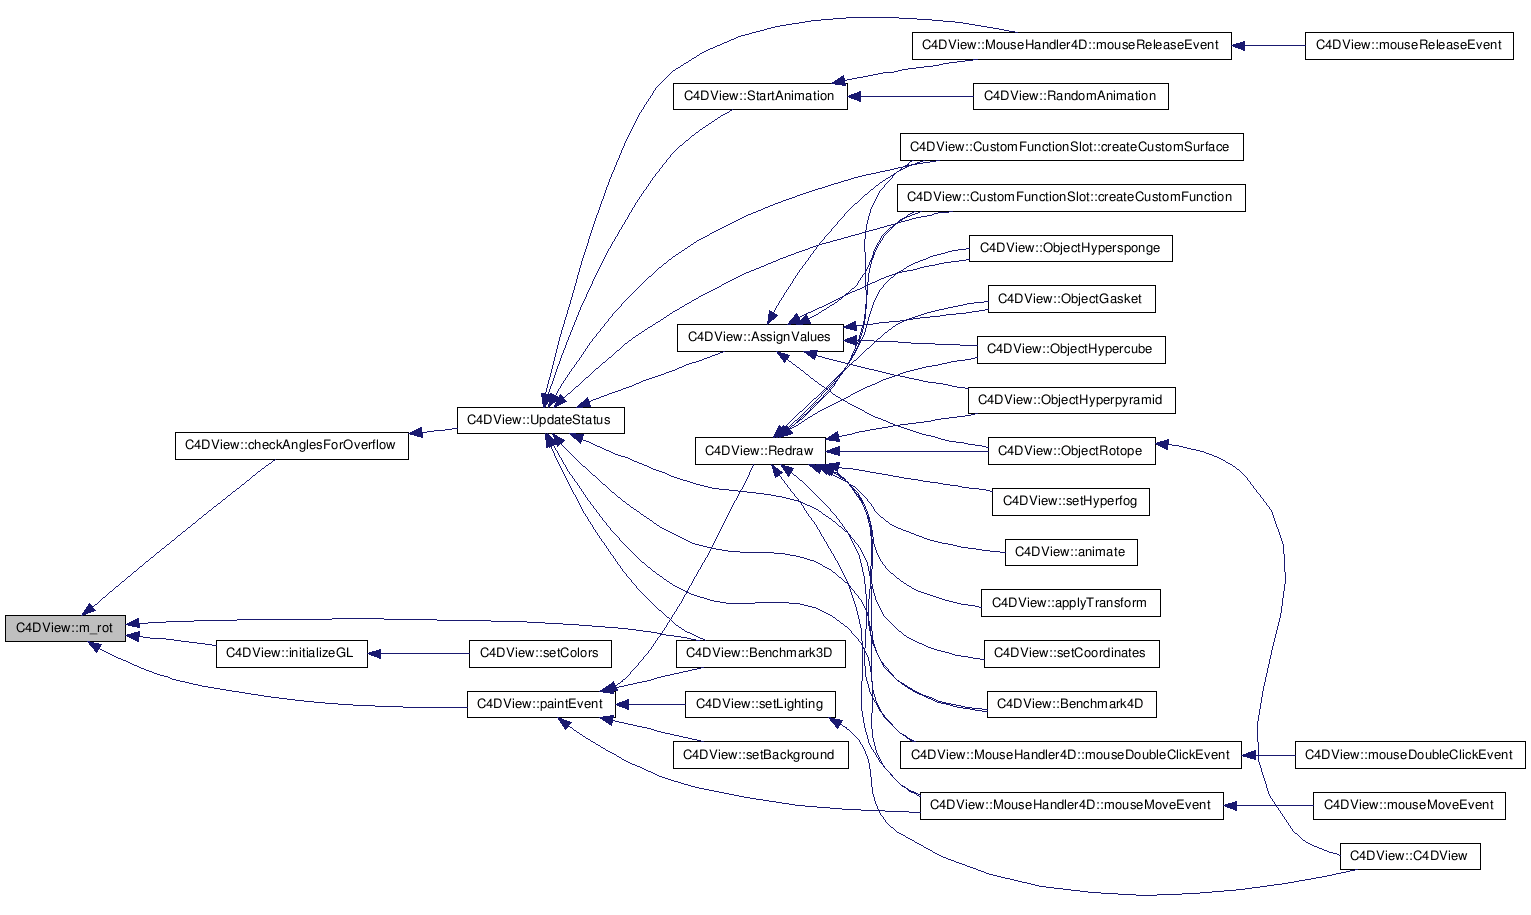 C4DView::MouseHandler4D::mouseReleaseEvent
C4DView::mouseReleaseEvent
C4DView::StartAnimation
C4DView::RandomAnimation
C4DView::CustomFunctionSlot::createCustomSurface
C4DView::CustomFunctionSlot::createCustomFunction
C4DView::ObjectHypersponge
C4DView::ObjectGasket
C4DView::AssignValues
C4DView::ObjectHypercube
C4DView::ObjectHyperpyramid
C4DView::UpdateStatus
C4DView::checkAnglesForOverflow
C4DView::Redraw
C4DView::ObjectRotope
C4DView::setHyperfog
C4DView::animate
C4DView::applyTransform
C4DView::m_rot
C4DView::initializeGL
C4DView::setColors
C4DView::Benchmark3D
C4DView::setCoordinates
C4DView::paintEvent
C4DView::setLighting
C4DView::Benchmark4D
C4DView::setBackground
C4DView::MouseHandler4D::mouseDoubleClickEvent
C4DView::mouseDoubleClickEvent
C4DView::MouseHandler4D::mouseMoveEvent
C4DView::mouseMoveEvent
C4DView::C4DView